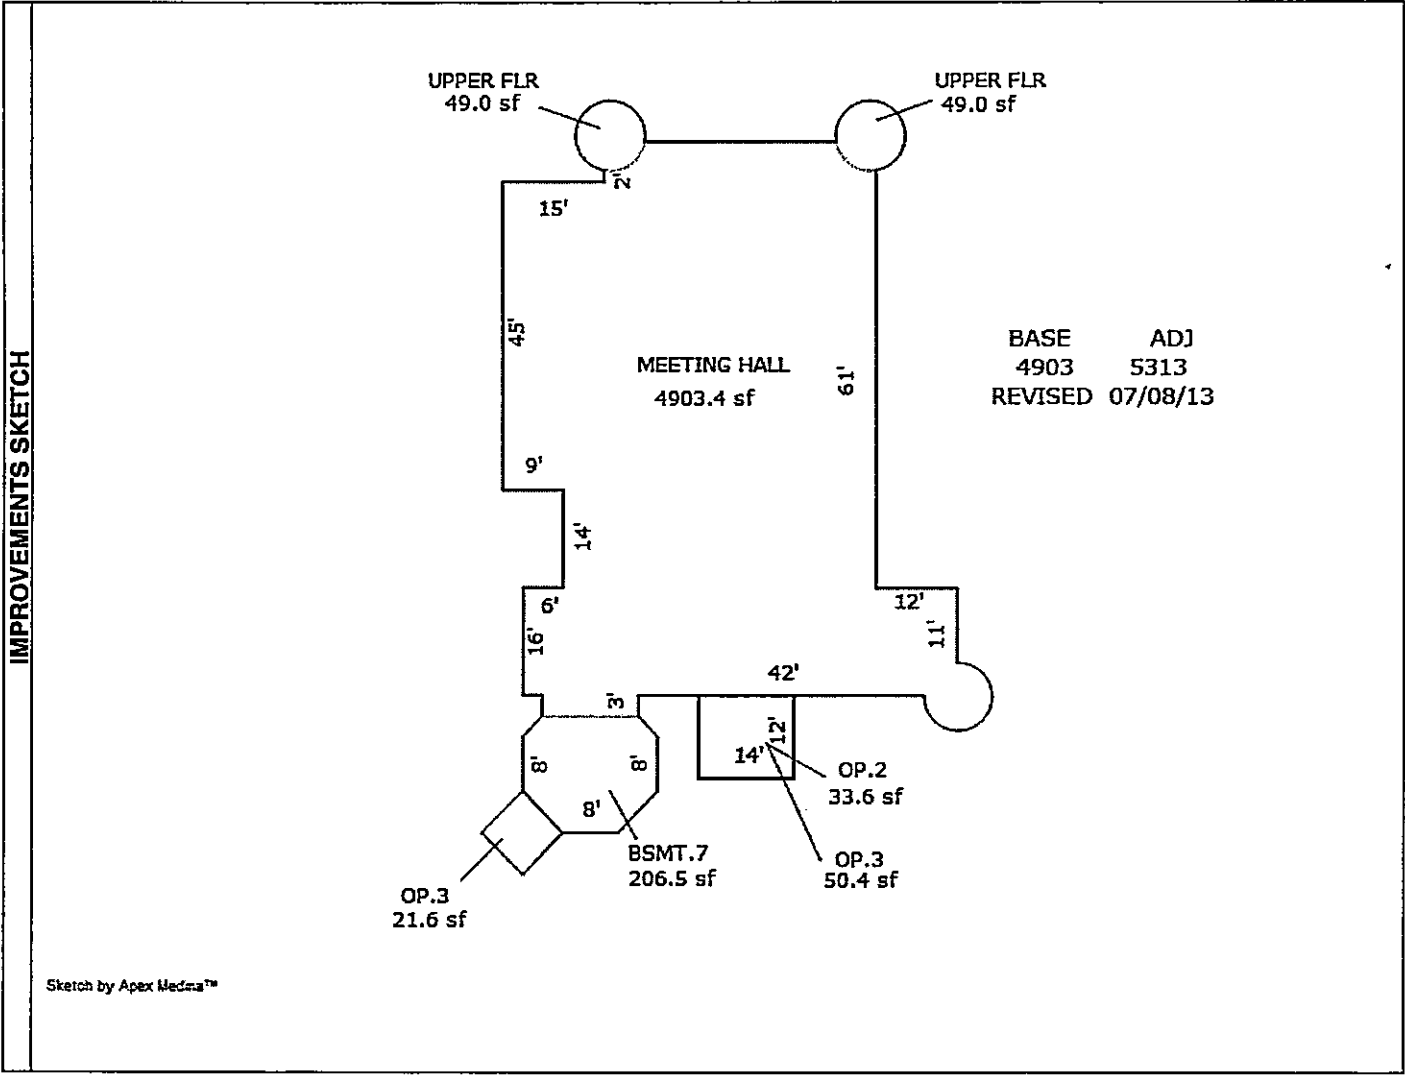 IMPROVEMENTS SKETCH
UPPER FLR
49.0 sf
UPPER FLR
49.0 sf
2'
15'
45'
MEETING HALL
4903.4 sf
61'
BASE ADJ
4903 5313
REVISED 07/08/13
9'
14'
6'
16'
12'
11'
42'
3'
8'
8'
12'
14'
8'
OP.2
33.6 sf
BSMT.7
206.5 sf
OP.3
50.4 sf
OP.3
21.6 sf
Sketch by Apex Medina™